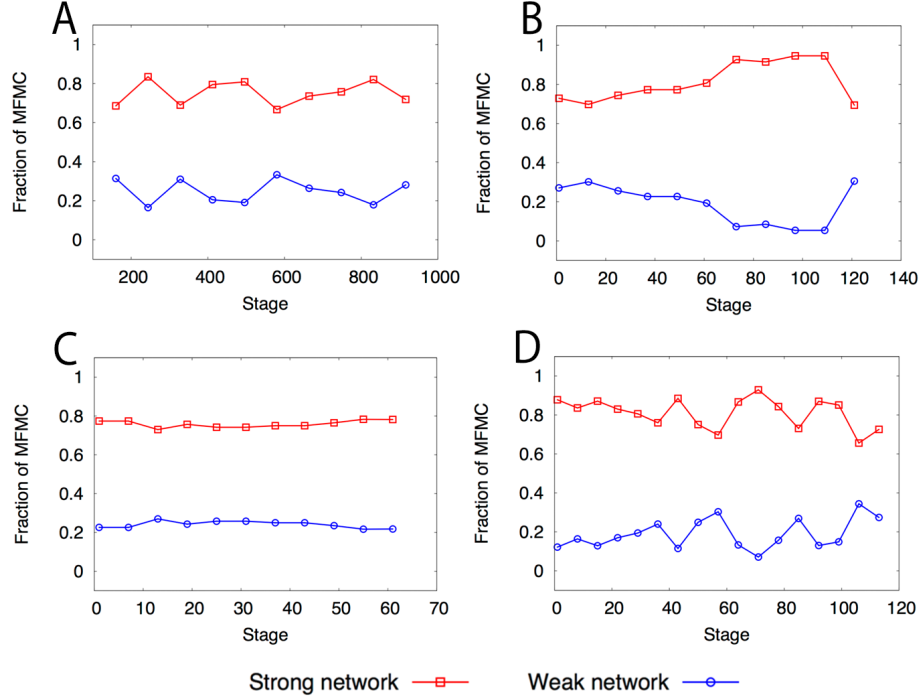 A
Fraction of MFMC
1
0.8
0.6
0.4
0.2
0
200 400 600 800 1000
Stage
B
Fraction of MFMC
1
0.8
0.6
0.4
0.2
0
0 20 40 60 80 100 120 140
Stage
C
Fraction of MFMC
1
0.8
0.6
0.4
0.2
0
0 10 20 30 40 50 60 70
Stage
D
Fraction of MFMC
1
0.8
0.6
0.4
0.2
0
0 20 40 60 80 100 120
Stage
Strong network Weak network